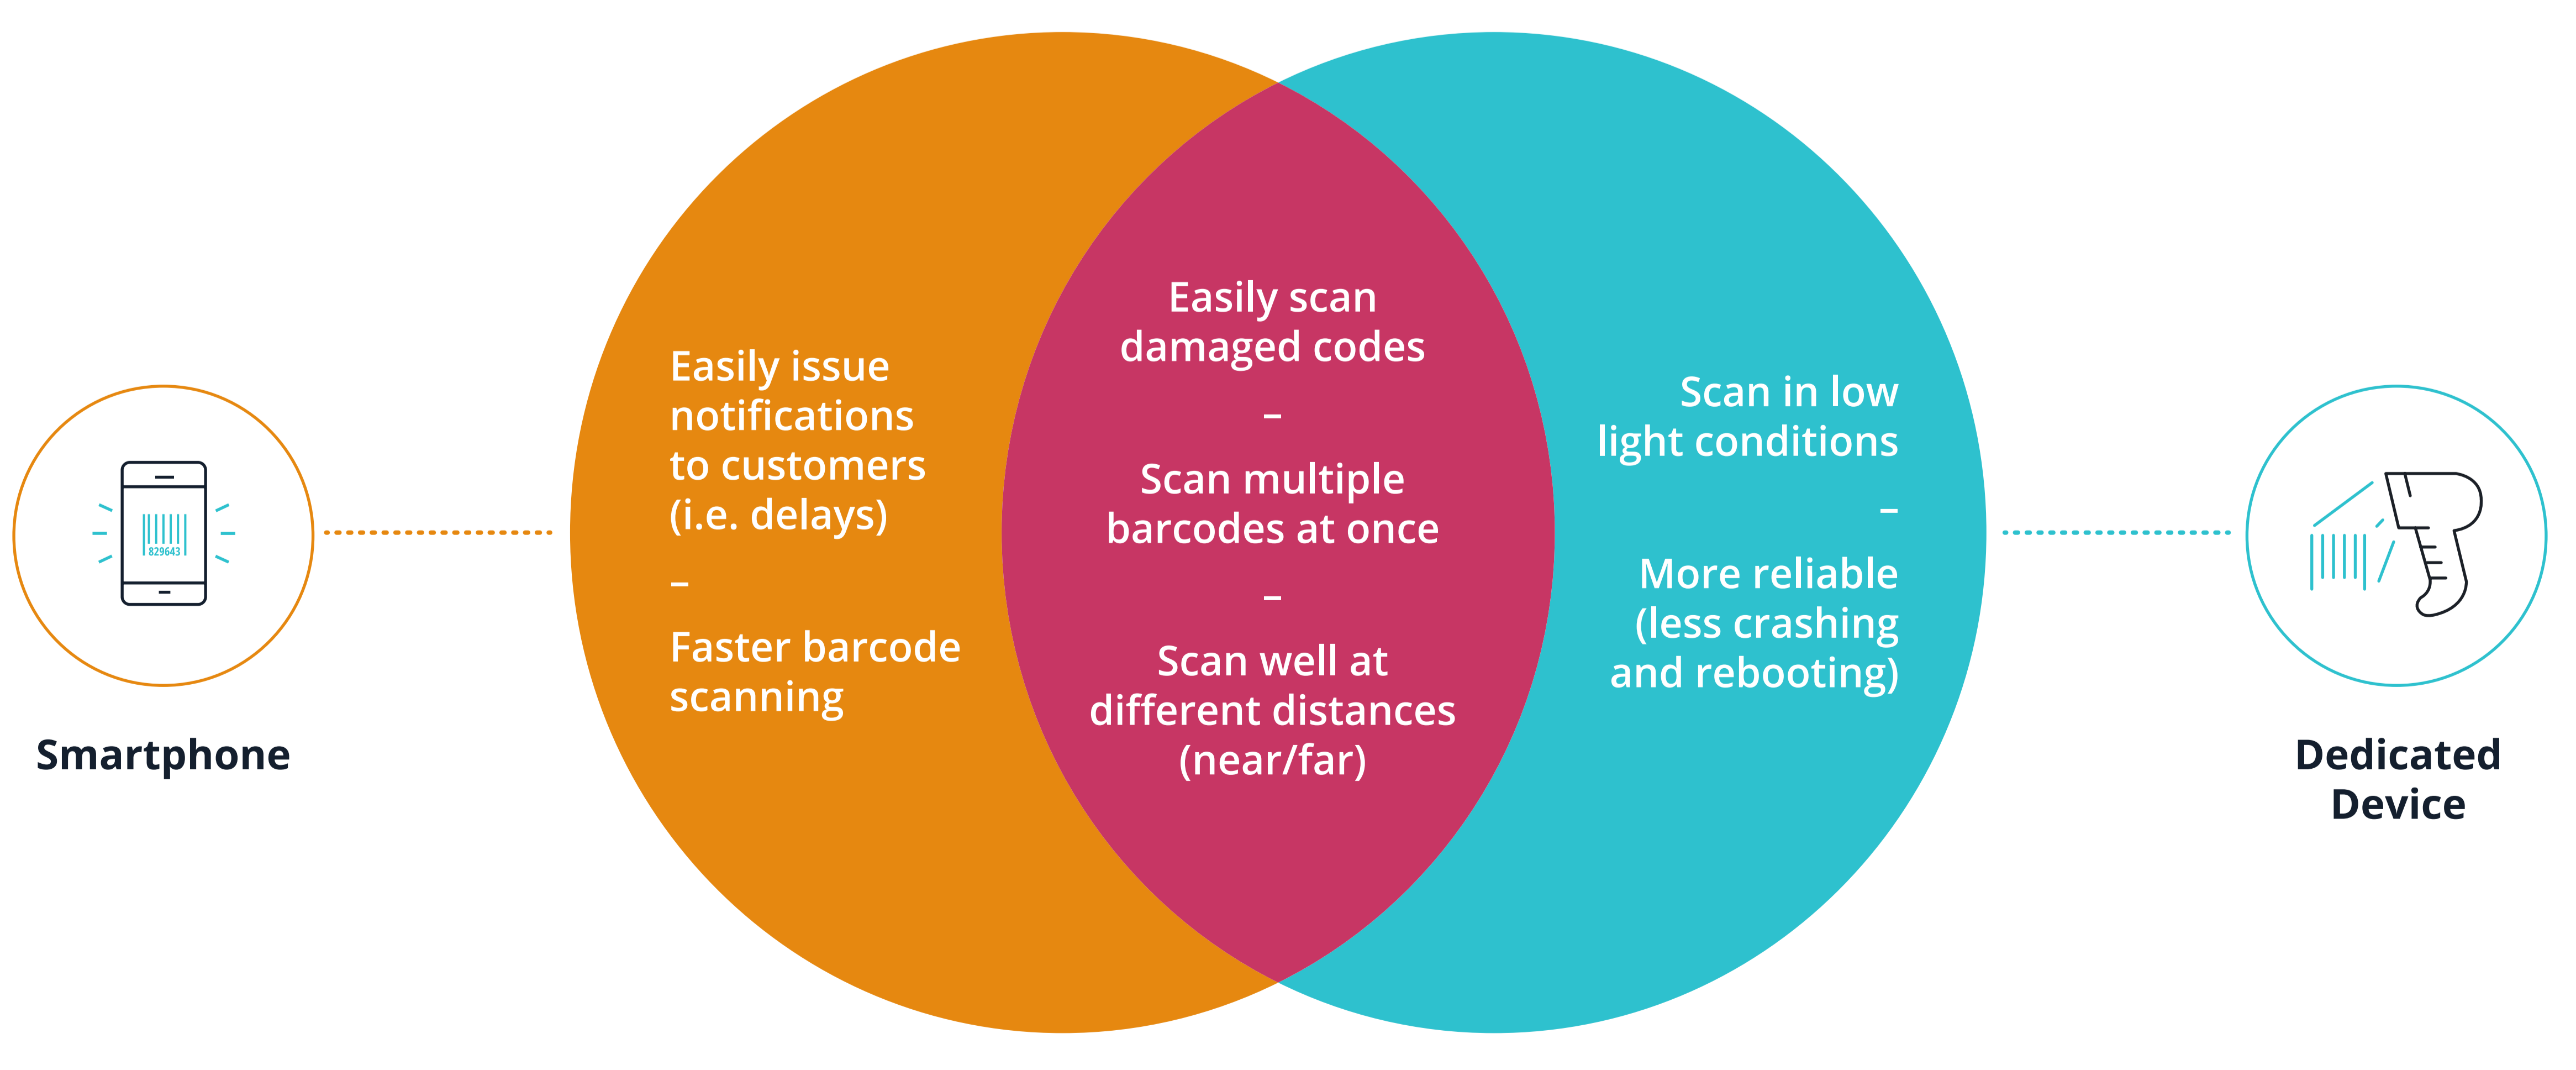 829643
Smartphone
Easily issue
notifications
to customers
(i.e. delays)
–
Faster barcode
scanning
Easily scan
damaged codes
–
Scan multiple
barcodes at once
–
Scan well at
different distances
(near/far)
Scan in low
light conditions
–
More reliable
(less crashing
and rebooting)
Dedicated
Device